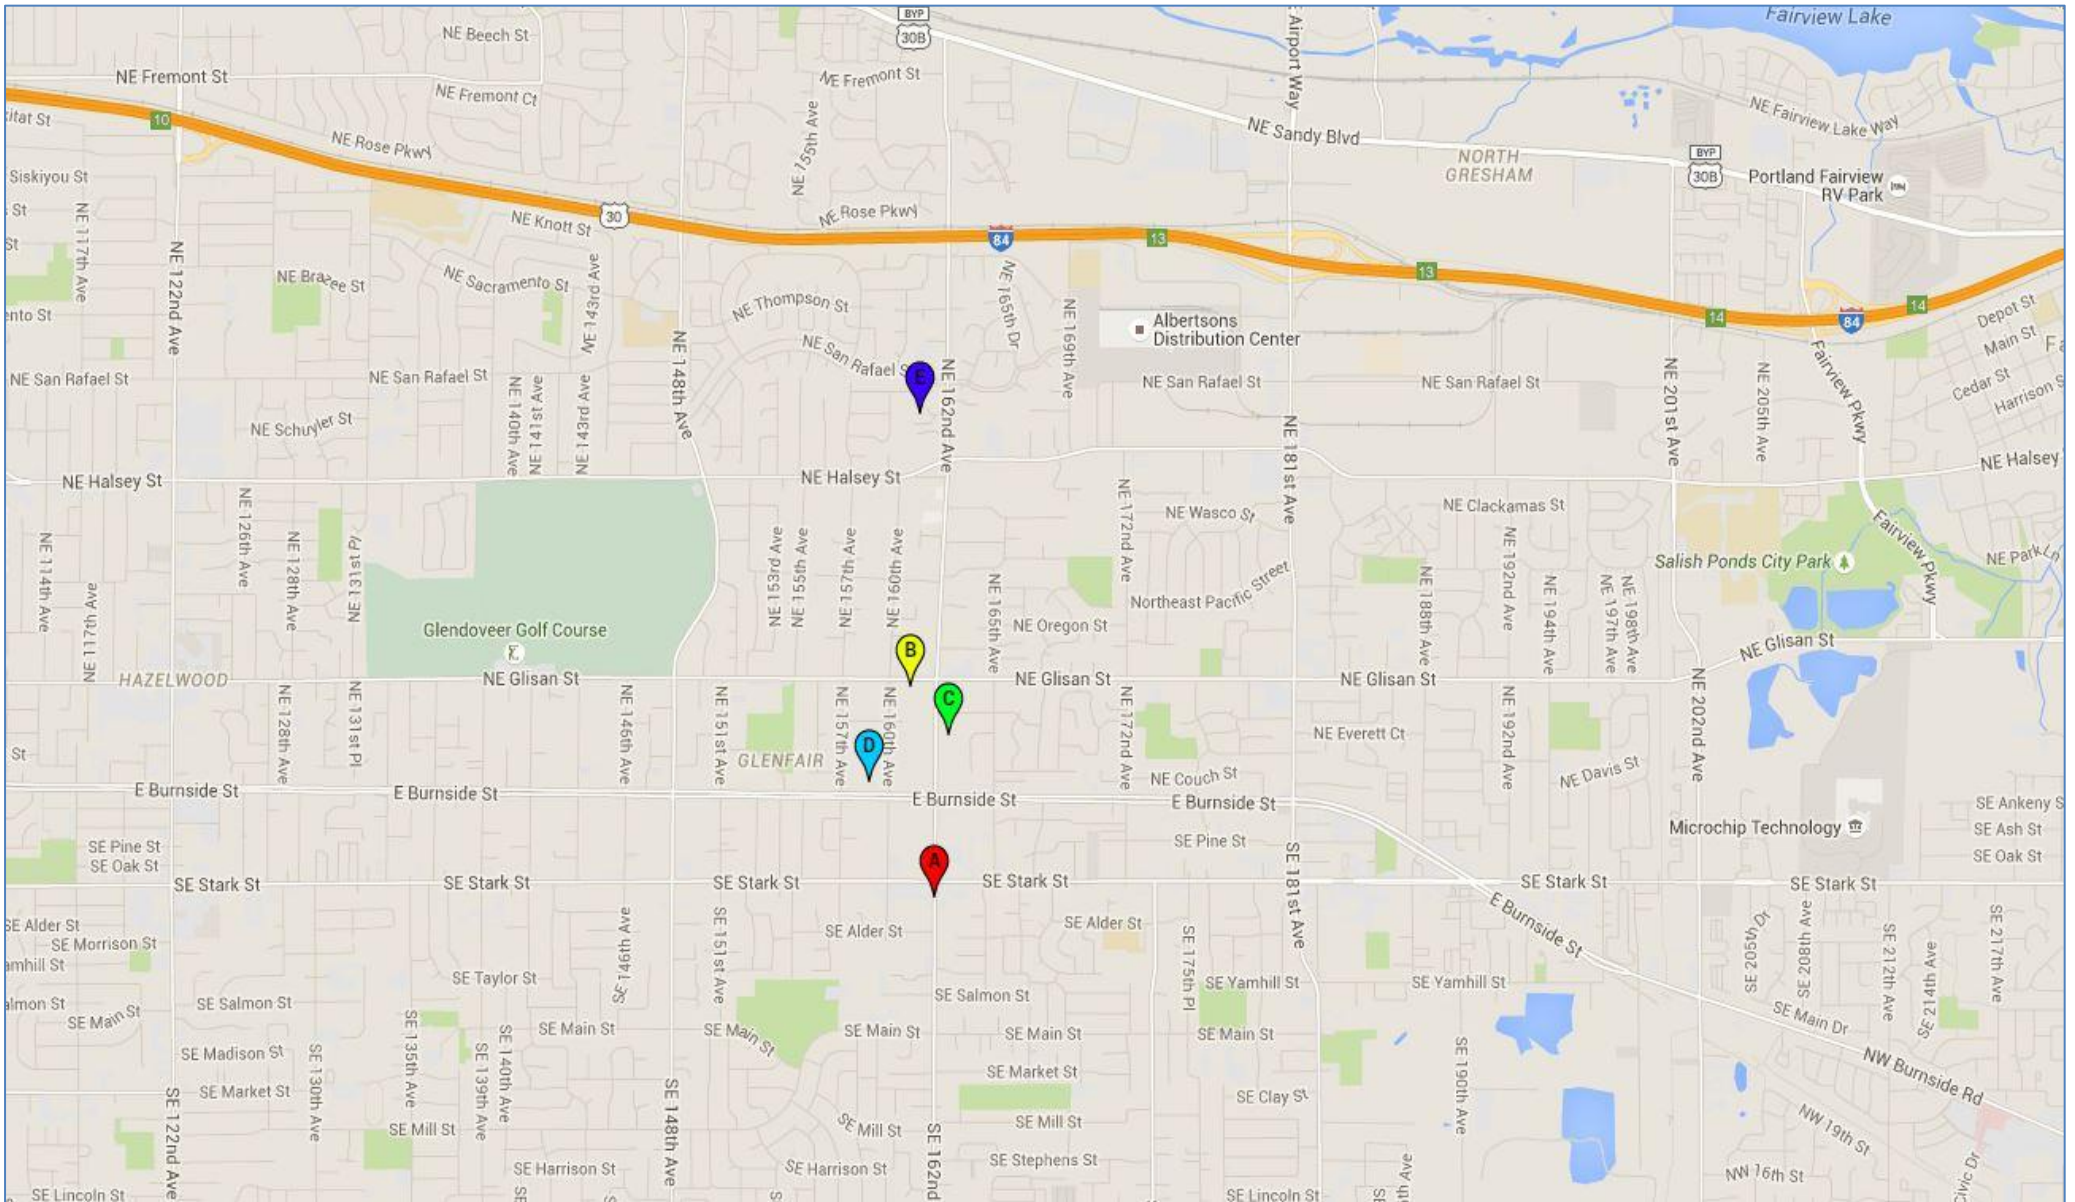 Fairview Lake
BYP
30B
NE Beech St
Airport Way
NE Fremont St
NE Fremont St
NE Fremont Ct
NE 155th Ave
NE Fairview Lake Way
10
NE Sandy Blvd
NE Rose Pkwy
NORTH
GRESHAM
BYP
30B
Portland Fairview
RV Park
Siskiyou St
St
NE 117th Ave
NE Knott St
30
NE Rose Pkwy
84
13
13
St
NE 122nd Ave
NE Brazee St
NE Sacramento St
NE 143rd Ave
NE Thompson St
NE 165th Dr
NE 169th Ave
Albertsons
Distribution Center
14
84
14
Depot St
Main St
NE San Rafael St
NE San Rafael St
NE 148th Ave
NE San Rafael S
E
NE 162nd Ave
NE San Rafael St
NE San Rafael St
NE 201st Ave
NE 205th Ave
Fairview Pkwy
Cedar St
Harrison S
NE Schuyler St
NE 140th Ave
NE 141st Ave
NE 143rd Ave
NE 181st Ave
NE Halsey St
NE Halsey St
NE Halsey
NE 126th Ave
NE 172nd Ave
NE Wasco St
NE Clackamas St
Fairview Pkwy
NE 114th Ave
NE 117th Ave
NE 128th Ave
NE 131st Pl
NE 153rd Ave
NE 155th Ave
NE 157th Ave
NE 160th Ave
NE 165th Ave
Northeast Pacific Street
NE 188th Ave
NE 192nd Ave
NE 194th Ave
NE 197th Ave
NE 198th Ave
Salish Ponds City Park
NE Park Ln
Glendoveer Golf Course
NE Oregon St
NE Glisan St
HAZELWOOD
NE Glisan St
B
NE Glisan St
NE Glisan St
NE 128th Ave
NE 131st Pl
NE 146th Ave
NE 151st Ave
GLENFAIR
NE 157th Ave
NE 160th Ave
C
D
NE 172nd Ave
NE Everett Ct
NE 192nd Ave
NE 202nd Ave
St
NE Couch St
NE Davis St
E Burnside St
E Burnside St
E Burnside St
E Burnside St
SE Ankeny S
SE Pine St
SE Oak St
SE Pine St
Microchip Technology
SE Ash St
SE Oak St
A
SE Stark St
SE Stark St
SE Stark St
SE Stark St
SE 181st Ave
SE Stark St
SE Stark St
SE Alder St
SE Morrison St
SE 146th Ave
SE 151st Ave
SE Alder St
SE Alder St
SE 175th Pl
E Burnside St
SE 205th Dr
SE 208th Ave
SE 212th Ave
SE 214th Ave
SE 217th Ave
SE Taylor St
SE Yamhill St
SE Yamhill St
SE Main St
SE Salmon St
SE Salmon St
SE 135th Ave
SE 139th Ave
SE 140th Ave
SE Main St
SE Main St
SE Main St
SE Main St
SE Main St
SE Main Dr
SE Madison St
SE 130th Ave
SE Market St
SE Market St
SE 190th Ave
NW Burnside Rd
SE 122nd Ave
SE 148th Ave
SE Clay St
SE Mill St
SE Mill St
SE 162nd
SE Mill St
NW 19th St
SE Harrison St
SE Harrison St
SE Stephens St
NW 16th St
SE Lincoln St
SE Lincoln St